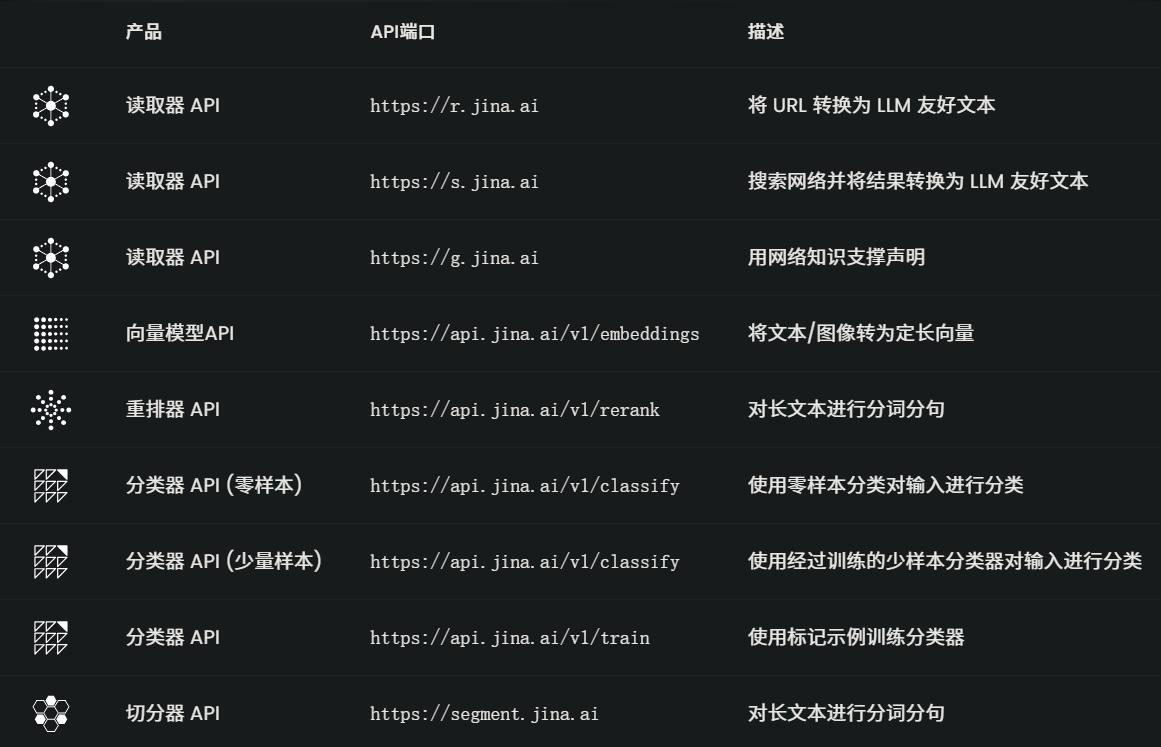 产品 API端口 描述
读取器 API https://r.jina.ai 将 URL 转换为 LLM 友好文本
读取器 API https://s.jina.ai 搜索网络并将结果转换为 LLM 友好文本
读取器 API https://g.jina.ai 用网络知识支撑声明
向量模型API https://api.jina.ai/v1/embeddings 将文本/图像转为定长向量
重排器 API https://api.jina.ai/v1/rerank 对长文本进行分词分句
分类器 API (零样本) https://api.jina.ai/v1/classify 使用零样本分类对输入进行分类
分类器 API (少量样本) https://api.jina.ai/v1/classify 使用经过训练的少样本分类器对输入进行分类
分类器 API https://api.jina.ai/v1/train 使用标记示例训练分类器
切分器 API https://segment.jina.ai 对长文本进行分词分句